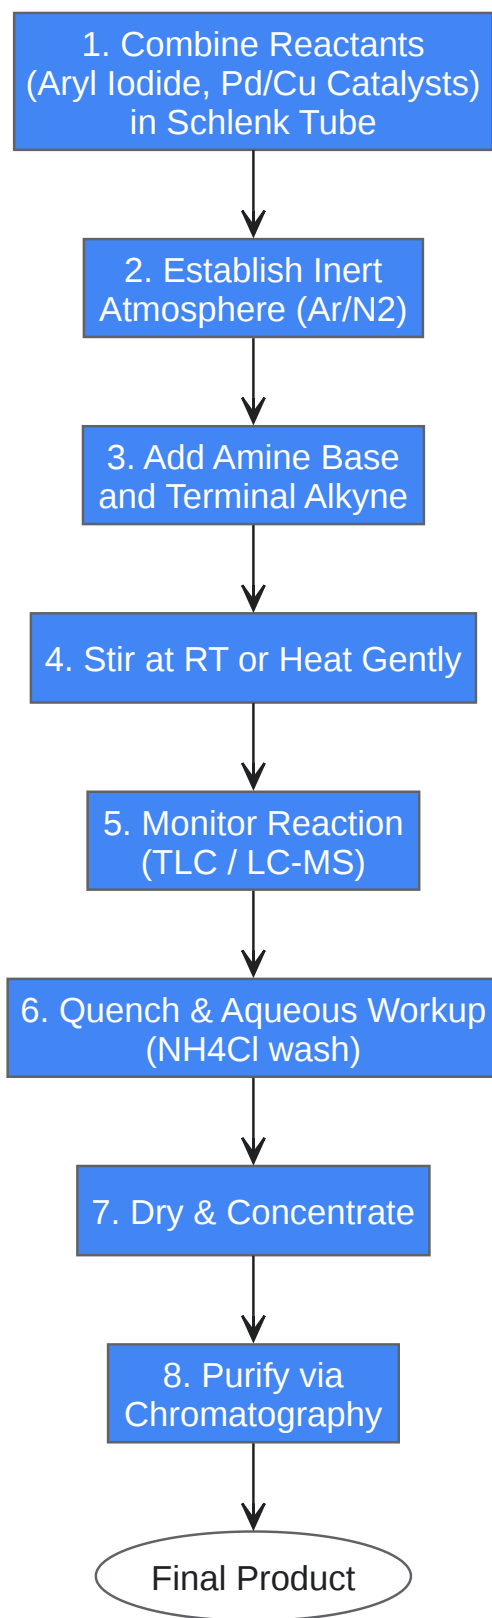 1. Combine Reactants
(Aryl Iodide, Pd/Cu Catalysts)
in Schlenk Tube
2. Establish Inert
Atmosphere (Ar/N2)
3. Add Amine Base
and Terminal Alkyne
4. Stir at RT or Heat Gently
5. Monitor Reaction
(TLC / LC-MS)
6. Quench & Aqueous Workup
(NH4Cl wash)
7. Dry & Concentrate
8. Purify via
Chromatography
Final Product